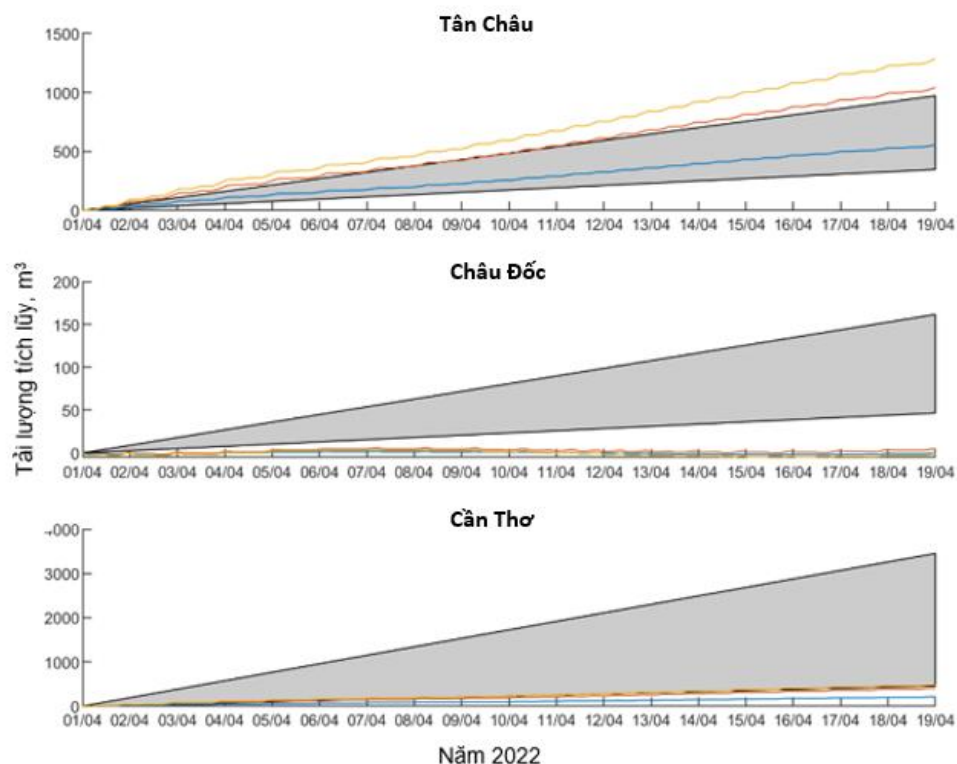 Tân Châu
1500
1000
500
0
01/04 02/04 03/04 04/04 05/04 06/04 07/04 08/04 09/04 10/04 11/04 12/04 13/04 14/04 15/04 16/04 17/04 18/04 19/04
Tải lượng tích lũy, m³
Châu Đốc
200
150
100
50
0
01/04 02/04 03/04 04/04 05/04 06/04 07/04 08/04 09/04 10/04 11/04 12/04 13/04 14/04 15/04 16/04 17/04 18/04 19/04
Cần Thơ
3000
2000
1000
0
01/04 02/04 03/04 04/04 05/04 06/04 07/04 08/04 09/04 10/04 11/04 12/04 13/04 14/04 15/04 16/04 17/04 18/04 19/04
Năm 2022